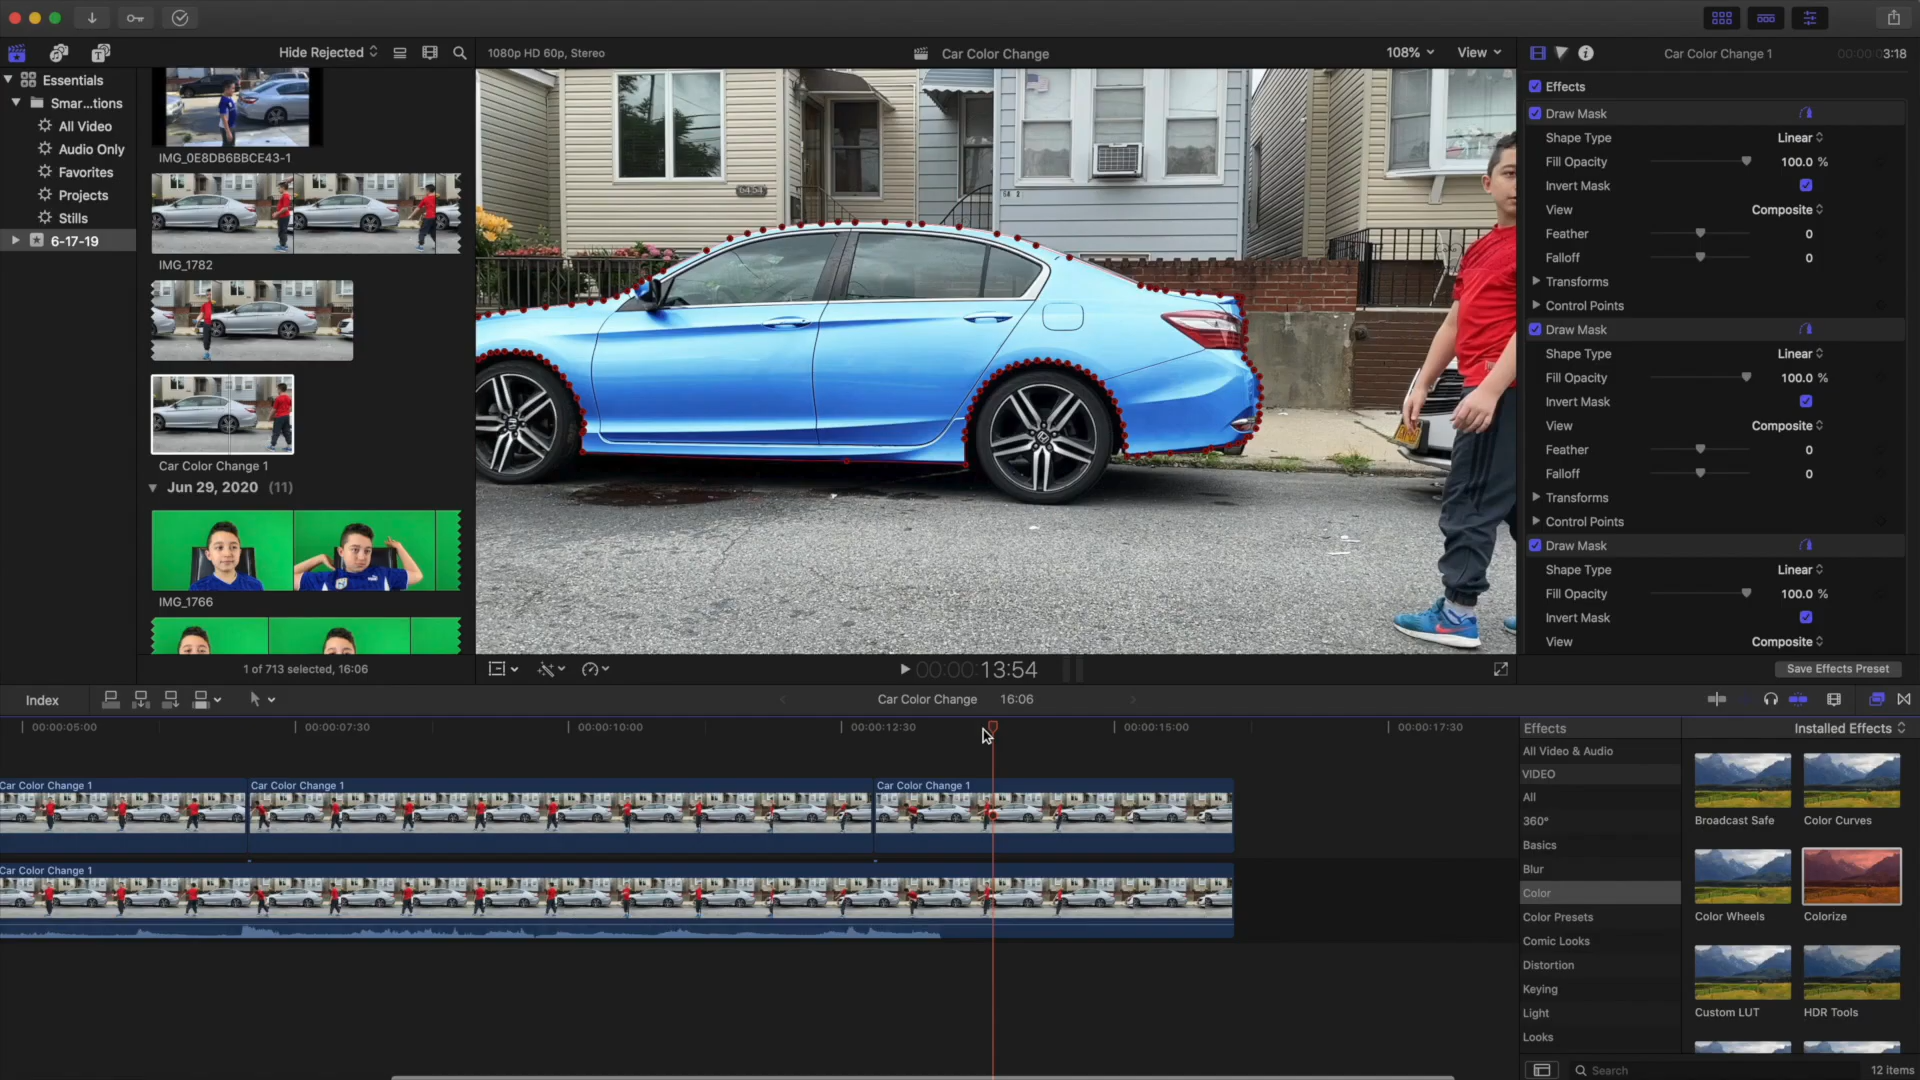 Hide Rejected
1080p HD 60p, Stereo
Car Color Change
108%
View
Car Color Change 1
00:00:03:18
Essentials
Smar...tions
All Video
Audio Only
Favorites
Projects
Stills
6-17-19
IMG_0E8DB6BBCE43-1
IMG_1782
Car Color Change 1
Jun 29, 2020 (11)
IMG_1766
1 of 713 selected, 16:06
6454
Effects
Draw Mask
Shape Type Linear
Fill Opacity 100.0 %
Invert Mask
View Composite
Feather 0
Falloff 0
Transforms
Control Points
Draw Mask
Shape Type Linear
Fill Opacity 100.0 %
Invert Mask
View Composite
Feather 0
Falloff 0
Transforms
Control Points
Draw Mask
Shape Type Linear
Fill Opacity 100.0 %
Invert Mask
View Composite
Save Effects Preset
00:00:13:54
Index
Car Color Change 16:06
00:00:05:00
00:00:07:30
00:00:10:00
00:00:12:30
00:00:15:00
00:00:17:30
Car Color Change 1
Car Color Change 1
Car Color Change 1
Car Color Change 1
Effects
Installed Effects
All Video & Audio
VIDEO
All
360°
Basics
Blur
Color
Color Presets
Comic Looks
Distortion
Keying
Light
Looks
Broadcast Safe
Color Curves
Color Wheels
Colorize
Custom LUT
HDR Tools
Search
12 items